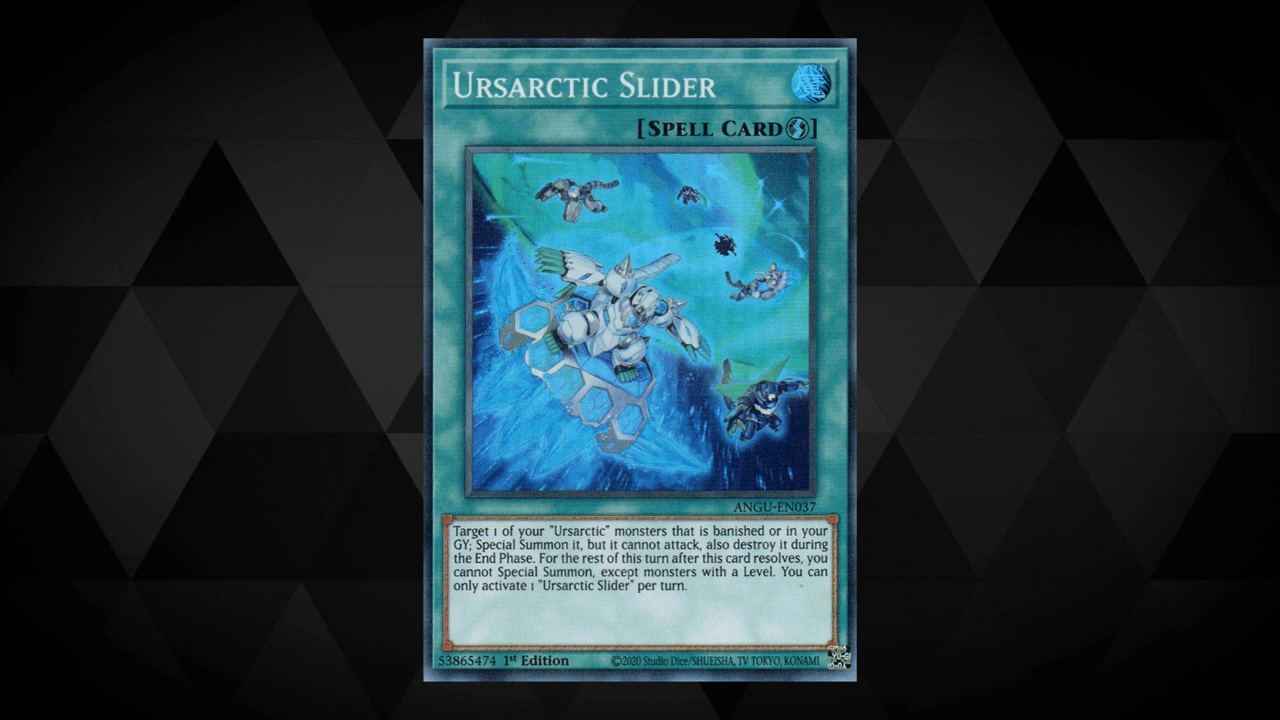 Ursarctic Slider
魔
[Spell Card]
ANGU-EN037
Target 1 of your "Ursarctic" monsters that is banished or in your
GY; Special Summon it, but it cannot attack, also destroy it during
the End Phase. For the rest of this turn after this card resolves, you
cannot Special Summon, except monsters with a Level. You can
only activate 1 "Ursarctic Slider" per turn.
53865474 1st Edition ©2020 Studio Dice/SHUEISHA, TV TOKYO, KONAMI